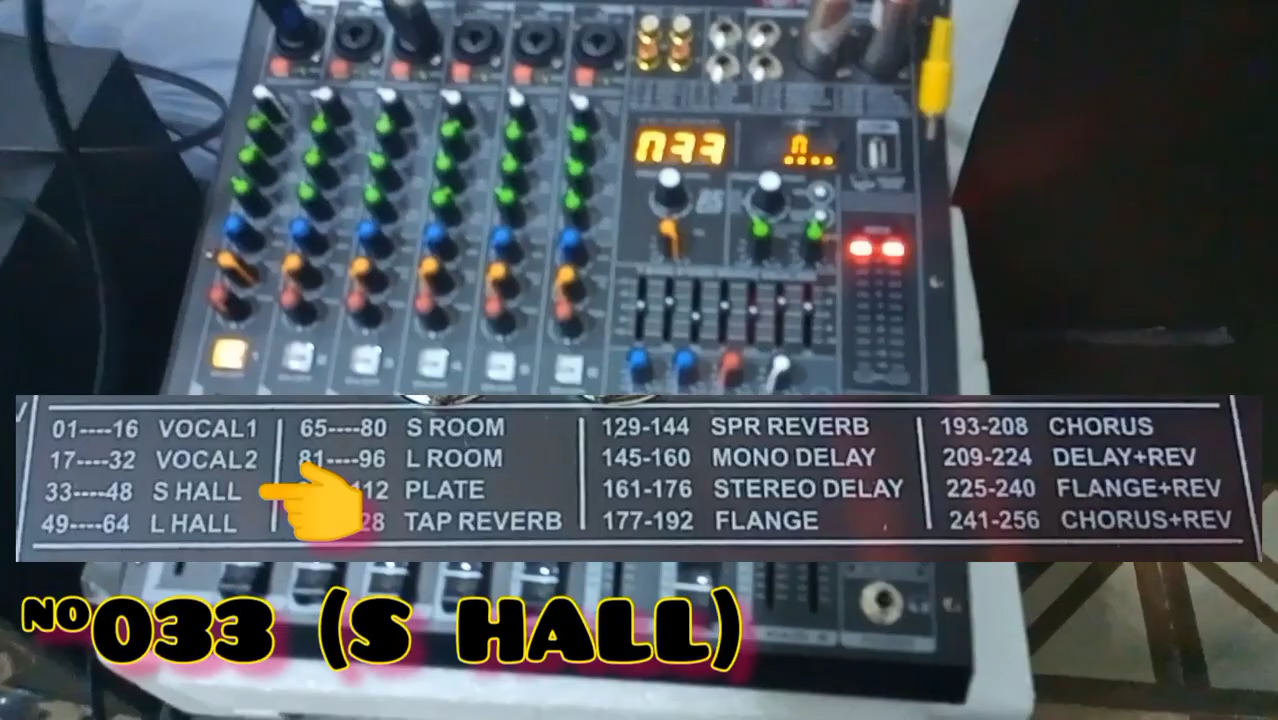 033
01----16 VOCAL1 65----80 S ROOM 129-144 SPR REVERB 193-208 CHORUS
17----32 VOCAL2 81----96 L ROOM 145-160 MONO DELAY 209-224 DELAY+REV
33----48 S HALL 112 PLATE 161-176 STEREO DELAY 225-240 FLANGE+REV
49----64 L HALL 28 TAP REVERB 177-192 FLANGE 241-256 CHORUS+REV
NO033 (S HALL)